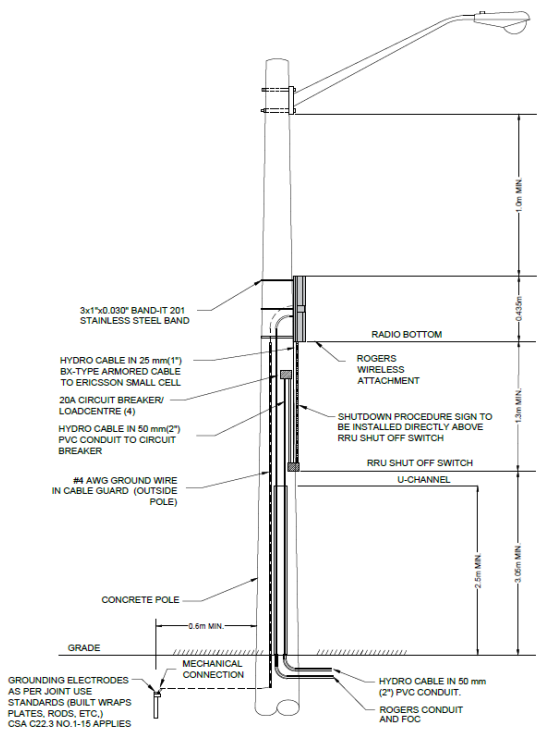 1.0m MIN.
0.435m
3x1"x0.030" BAND-IT 201
STAINLESS STEEL BAND
RADIO BOTTOM
HYDRO CABLE IN 25 mm(1")
BX-TYPE ARMORED CABLE
TO ERICSSON SMALL CELL
ROGERS
WIRELESS
ATTACHMENT
1.3m MIN.
20A CIRCUIT BREAKER/
LOADCENTRE (4)
HYDRO CABLE IN 50 mm(2")
PVC CONDUIT TO CIRCUIT
BREAKER
SHUTDOWN PROCEDURE SIGN TO
BE INSTALLED DIRECTLY ABOVE
RRU SHUT OFF SWITCH
RRU SHUT OFF SWITCH
U-CHANNEL
#4 AWG GROUND WIRE
IN CABLE GUARD (OUTSIDE
POLE)
2.5m MIN.
3.05m MIN.
CONCRETE POLE
0.6m MIN.
GRADE
MECHANICAL
CONNECTION
GROUNDING ELECTRODES
AS PER JOINT USE
STANDARDS (BUILT WRAPS
PLATES, RODS, ETC,)
CSA C22.3 NO.1-15 APPLIES
HYDRO CABLE IN 50 mm
(2") PVC CONDUIT.
ROGERS CONDUIT
AND FOC